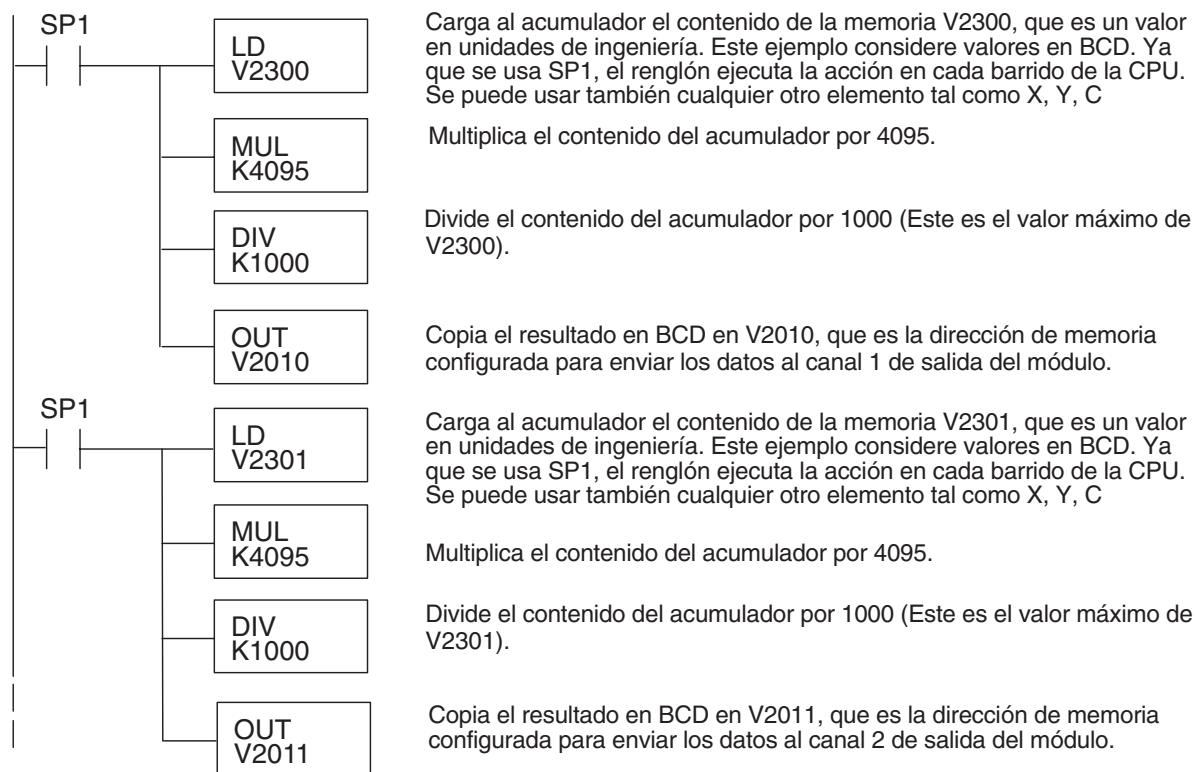 SP1
LD
V2300
Carga al acumulador el contenido de la memoria V2300, que es un valor
en unidades de ingeniería. Este ejemplo considere valores en BCD. Ya
que se usa SP1, el renglón ejecuta la acción en cada barrido de la CPU.
Se puede usar también cualquier otro elemento tal como X, Y, C
MUL
K4095
Multiplica el contenido del acumulador por 4095.
DIV
K1000
Divide el contenido del acumulador por 1000 (Este es el valor máximo de
V2300).
OUT
V2010
Copia el resultado en BCD en V2010, que es la dirección de memoria
configurada para enviar los datos al canal 1 de salida del módulo.
SP1
LD
V2301
Carga al acumulador el contenido de la memoria V2301, que es un valor
en unidades de ingeniería. Este ejemplo considere valores en BCD. Ya
que se usa SP1, el renglón ejecuta la acción en cada barrido de la CPU.
Se puede usar también cualquier otro elemento tal como X, Y, C
MUL
K4095
Multiplica el contenido del acumulador por 4095.
DIV
K1000
Divide el contenido del acumulador por 1000 (Este es el valor máximo de
V2301).
OUT
V2011
Copia el resultado en BCD en V2011, que es la dirección de memoria
configurada para enviar los datos al canal 2 de salida del módulo.